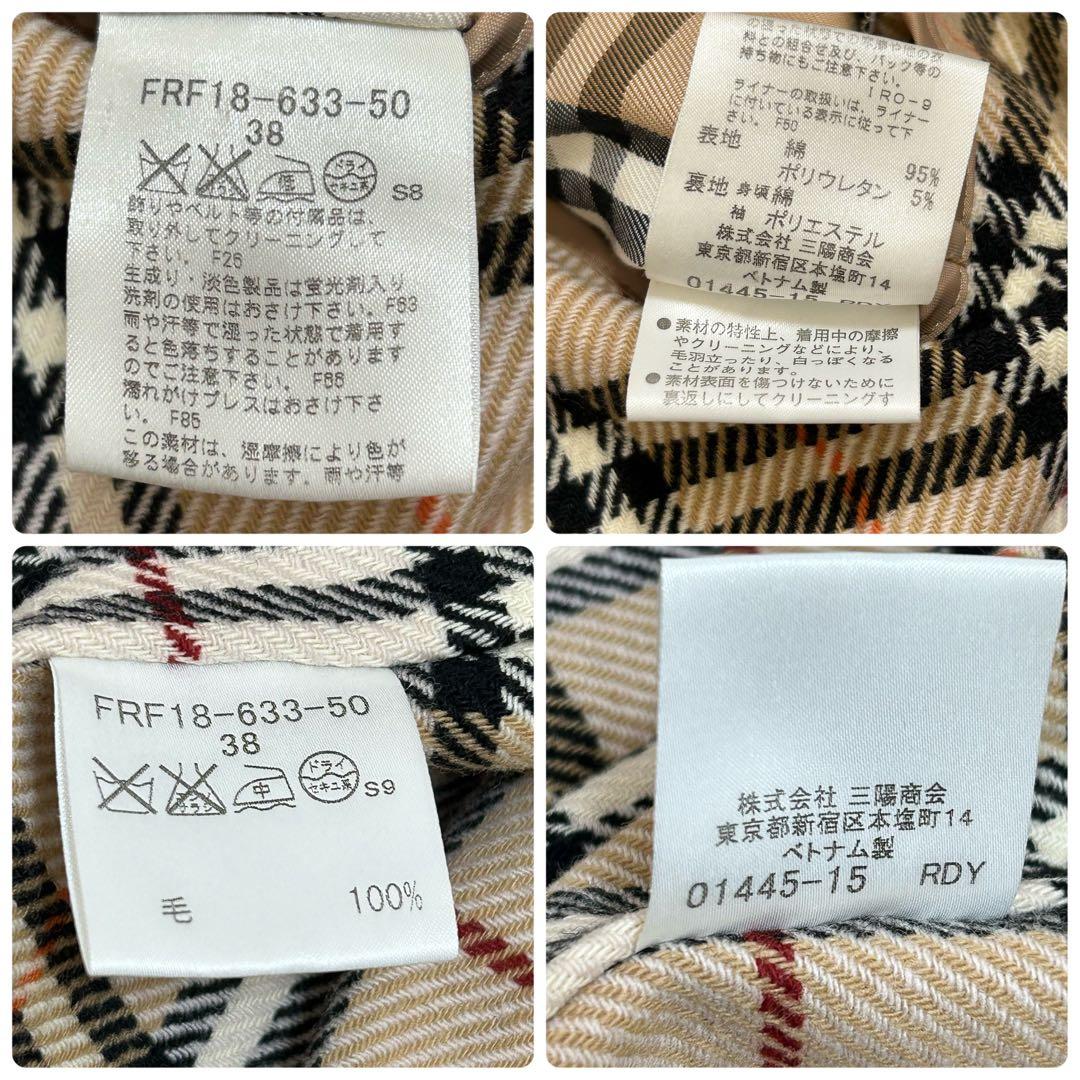 FRF18-633-50
38
低
ドライ
セキユ系
S8
飾りやベルト等の付属品は、
取り外してクリーニングして
下さい。 F26
生成り・淡色製品は蛍光剤入り
洗剤の使用はおさけ下さい。F63
雨や汗等で湿った状態で着用す
ると色落ちすることがあります
のでご注意下さい。 F66
濡れがけプレスはおさけ下さ
い。 F85
この素材は、湿摩擦により色が
移る場合があります。雨や汗等
料との組合せ及び、バック等の
持ち物にもご注意下さい。
IRO-9
ライナーの取扱いは、ライナー
に付いている表示に従って下
さい。 F50
表地 綿 95%
ポリウレタン 5%
裏地 身頃 綿
袖 ポリエステル
株式会社 三陽商会
東京都新宿区本塩町14
ベトナム製
01445-15 RDY
●素材の特性上、着用中の摩擦
やクリーニングなどにより、
毛羽立ったり、白っぽくなる
ことがあります。
●素材表面を傷つけないために
裏返しにしてクリーニングす
FRF18-633-50
38
エンソ
サラシ
中
ドライ
セキユ系
S9
毛 100%
株式会社 三陽商会
東京都新宿区本塩町14
ベトナム製
01445-15 RDY